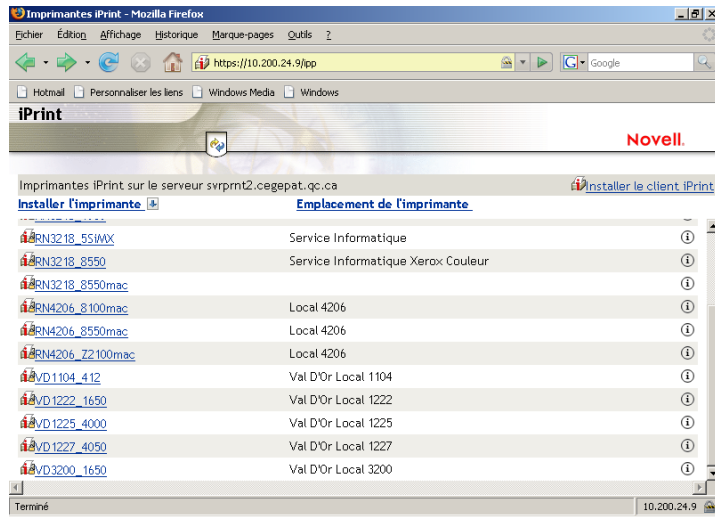 Imprimantes iPrint - Mozilla Firefox
Fichier Édition Affichage Historique Marque-pages Outils ?
https://10.200.24.9/ipp G Google
Hotmail Personnaliser les liens Windows Media Windows
iPrint
Novell.
Imprimantes iPrint sur le serveur svrprnt2.cegepat.qc.ca Installer le client iPrint
Installer l'imprimante Emplacement de l'imprimante
RN3218_5SiMX Service Informatique
RN3218_8550 Service Informatique Xerox Couleur
RN3218_8550mac
RN4206_8100mac Local 4206
RN4206_8550mac Local 4206
RN4206_Z2100mac Local 4206
VD1104_412 Val D'Or Local 1104
VD1222_1650 Val D'Or Local 1222
VD1225_4000 Val D'Or Local 1225
VD1227_4050 Val D'Or Local 1227
VD3200_1650 Val D'Or Local 3200
Terminé 10.200.24.9